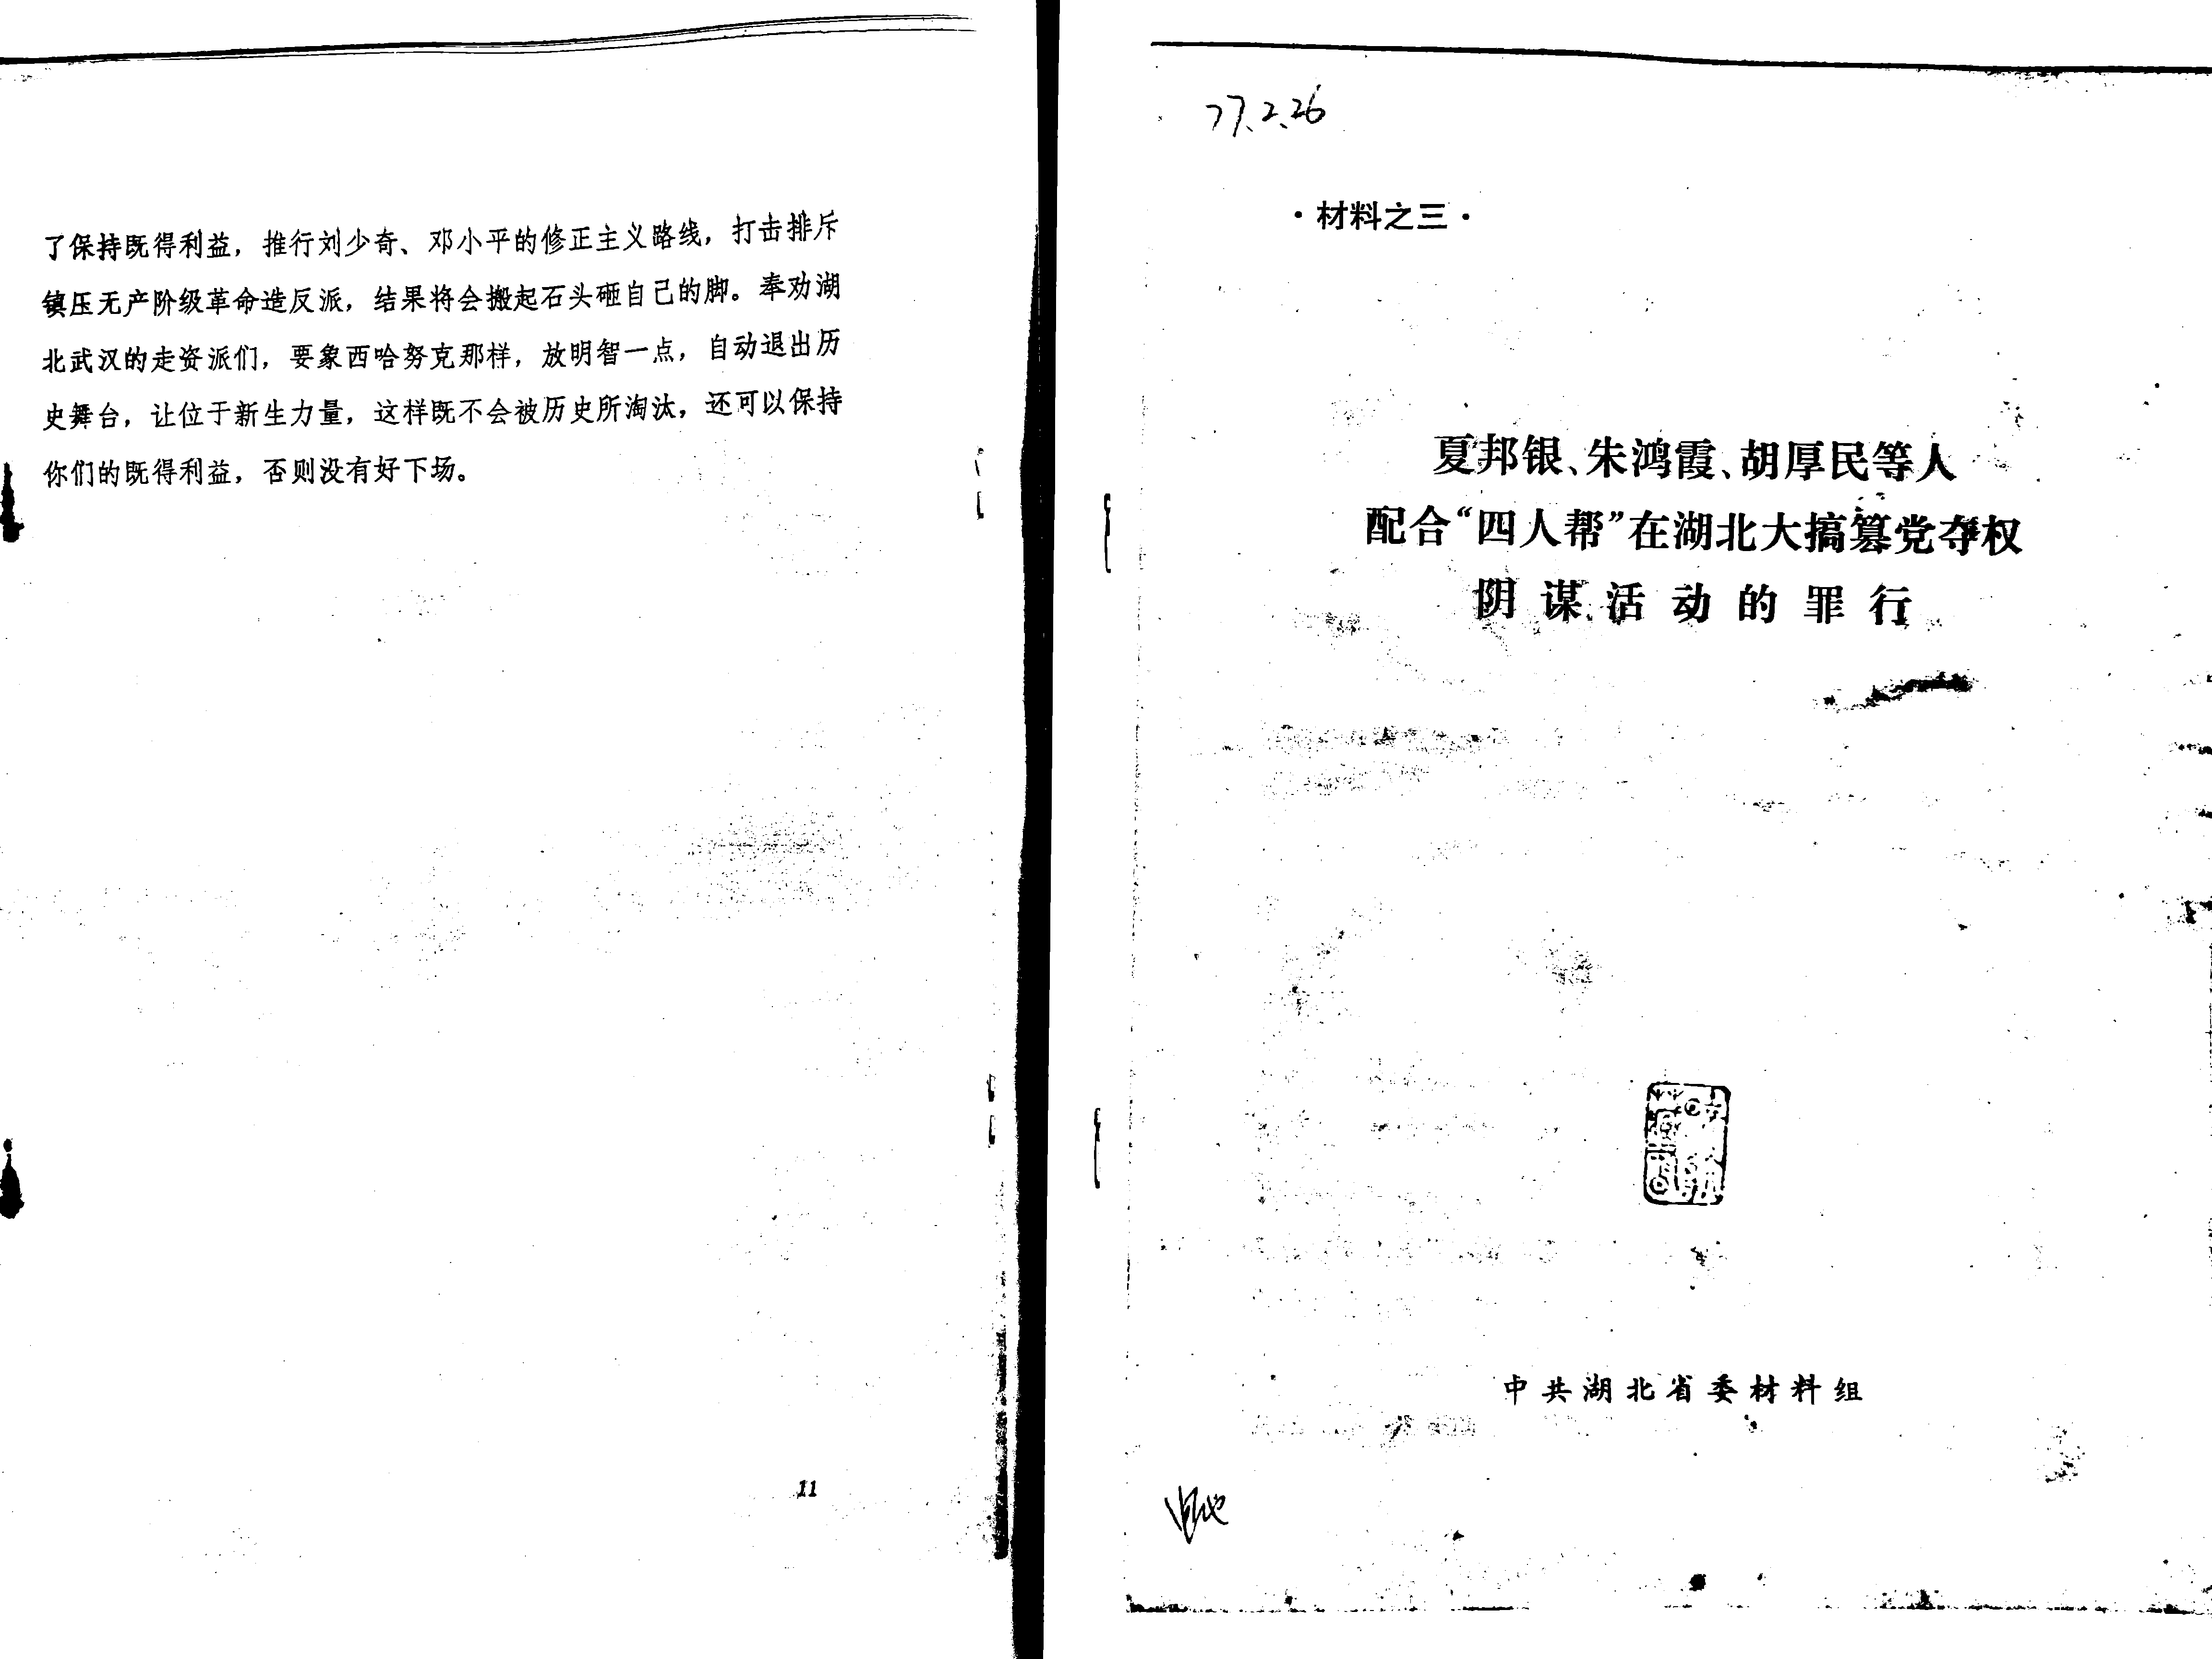 了保持既得利益，推行刘少奇、邓小平的修正主义路线，打击排斥
镇压无产阶级革命造反派，结果将会搬起石头砸自己的脚。奉劝湖
北武汉的走资派们，要象西哈努克那样，放明智一点，自动退出历
史舞台，让位于新生力量，这样既不会被历史所淘汰，还可以保持
你们的既得利益，否则没有好下场。
11
77.2.26
·材料之三·
夏邦银、朱鸿霞、胡厚民等人
配合“四人帮”在湖北大搞篡党夺权
阴谋活动的罪行
中共湖北省委材料组